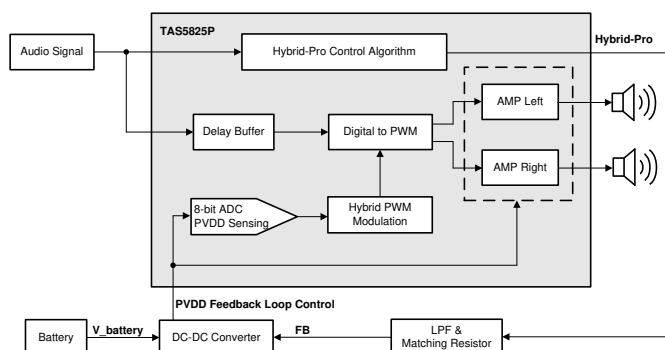 TAS5825P
Hybrid-Pro
Audio Signal
Hybrid-Pro Control Algorithm
AMP Left
Delay Buffer
Digital to PWM
AMP Right
8-bit ADC
PVDD Sensing
Hybrid PWM
Modulation
PVDD Feedback Loop Control
Battery
V_battery
DC-DC Converter
FB
LPF &
Matching Resistor